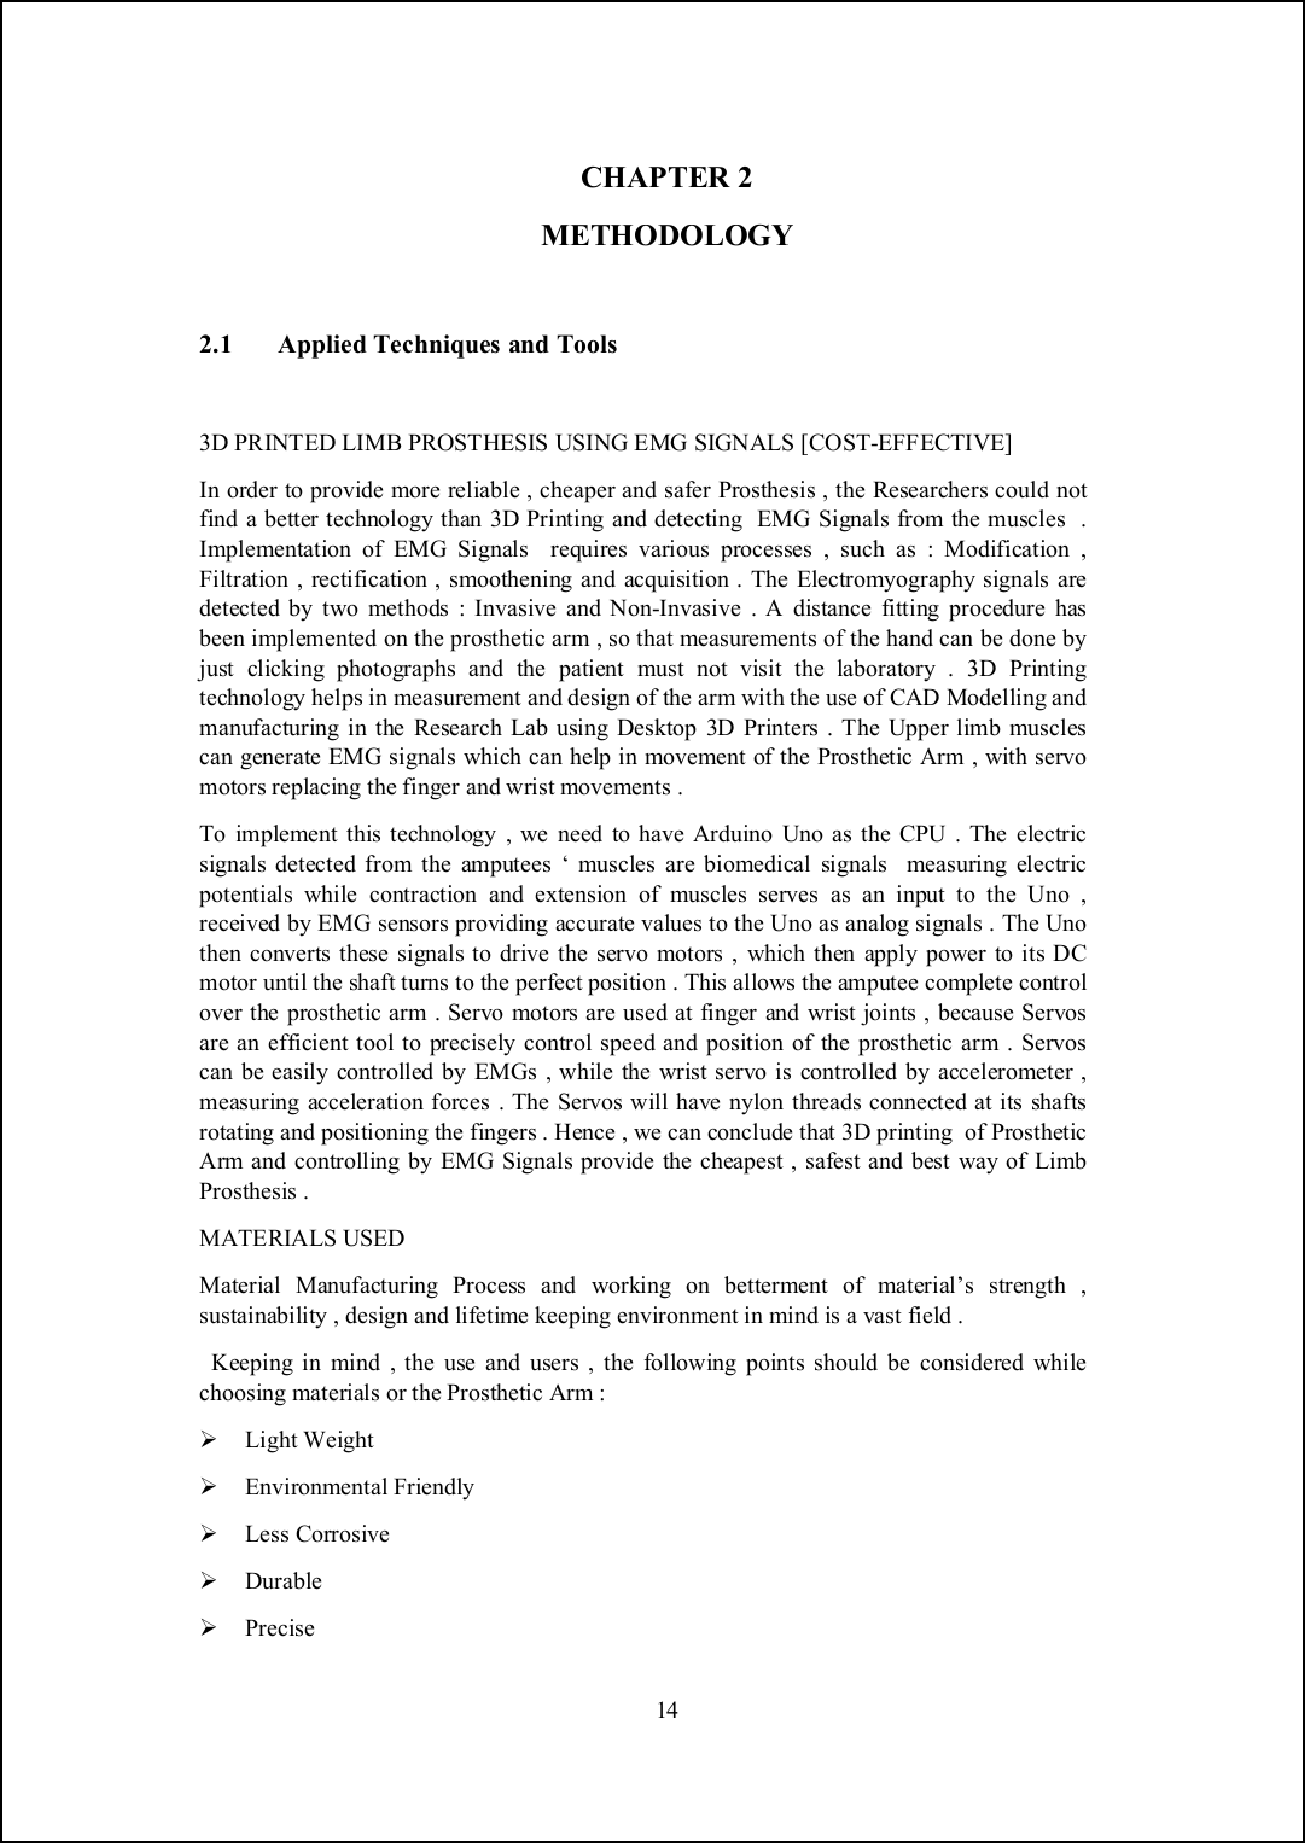 CHAPTER 2
METHODOLOGY
2.1 Applied Techniques and Tools
3D PRINTED LIMB PROSTHESIS USING EMG SIGNALS [COST-EFFECTIVE]
In order to provide more reliable , cheaper and safer Prosthesis , the Researchers could not
find a better technology than 3D Printing and detecting EMG Signals from the muscles .
Implementation of EMG Signals requires various processes , such as : Modification ,
Filtration , rectification , smoothening and acquisition . The Electromyography signals are
detected by two methods : Invasive and Non-Invasive . A distance fitting procedure has
been implemented on the prosthetic arm , so that measurements of the hand can be done by
just clicking photographs and the patient must not visit the laboratory . 3D Printing
technology helps in measurement and design of the arm with the use of CAD Modelling and
manufacturing in the Research Lab using Desktop 3D Printers . The Upper limb muscles
can generate EMG signals which can help in movement of the Prosthetic Arm , with servo
motors replacing the finger and wrist movements .
To implement this technology , we need to have Arduino Uno as the CPU . The electric
signals detected from the amputees ‘ muscles are biomedical signals measuring electric
potentials while contraction and extension of muscles serves as an input to the Uno ,
received by EMG sensors providing accurate values to the Uno as analog signals . The Uno
then converts these signals to drive the servo motors , which then apply power to its DC
motor until the shaft turns to the perfect position . This allows the amputee complete control
over the prosthetic arm . Servo motors are used at finger and wrist joints , because Servos
are an efficient tool to precisely control speed and position of the prosthetic arm . Servos
can be easily controlled by EMGs , while the wrist servo is controlled by accelerometer ,
measuring acceleration forces . The Servos will have nylon threads connected at its shafts
rotating and positioning the fingers . Hence , we can conclude that 3D printing of Prosthetic
Arm and controlling by EMG Signals provide the cheapest , safest and best way of Limb
Prosthesis .
MATERIALS USED
Material Manufacturing Process and working on betterment of material’s strength ,
sustainability , design and lifetime keeping environment in mind is a vast field .
Keeping in mind , the use and users , the following points should be considered while
choosing materials or the Prosthetic Arm :
➢ Light Weight
➢ Environmental Friendly
➢ Less Corrosive
➢ Durable
➢ Precise
14